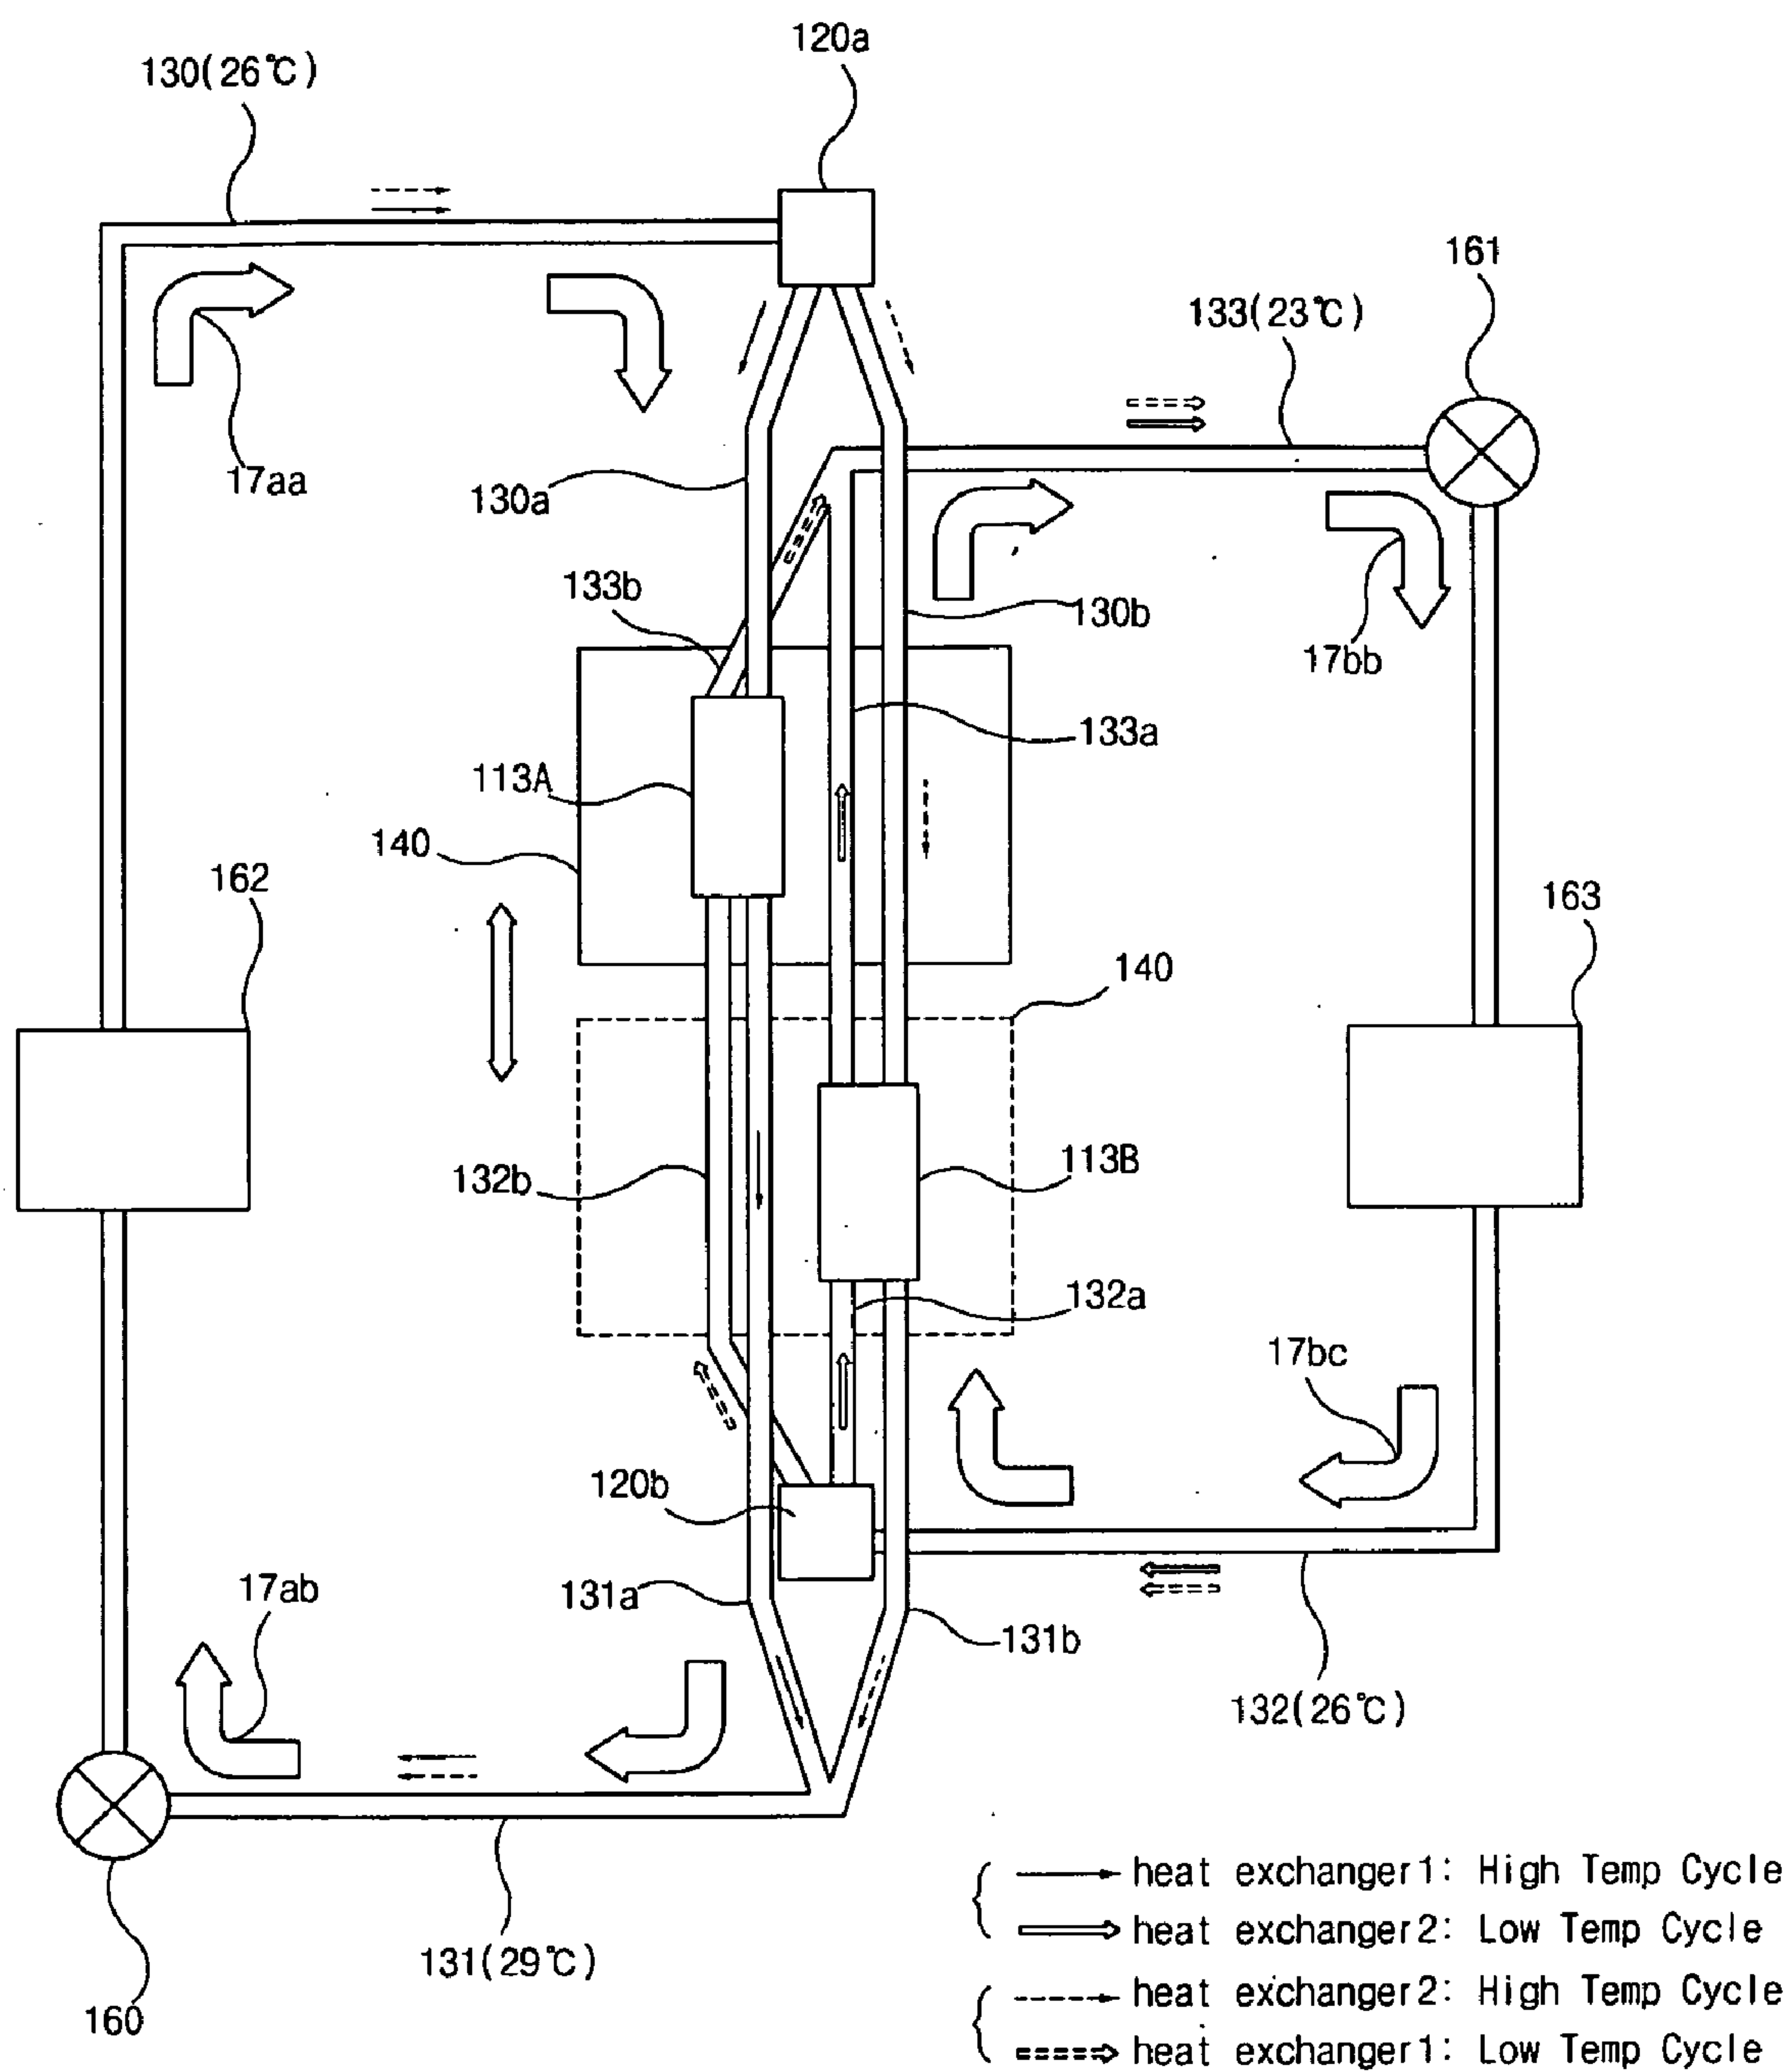 120a
130(26℃)
161
133(23℃)
17aa
130a
133b
130b
17bb
133a
113A
140
162
163
140
132b
113B
132a
17bc
120b
17ab
131a
131b
132(26℃)
131(29℃)
160
heat exchanger1: High Temp Cycle
heat exchanger2: Low Temp Cycle
heat exchanger2: High Temp Cycle
heat exchanger1: Low Temp Cycle